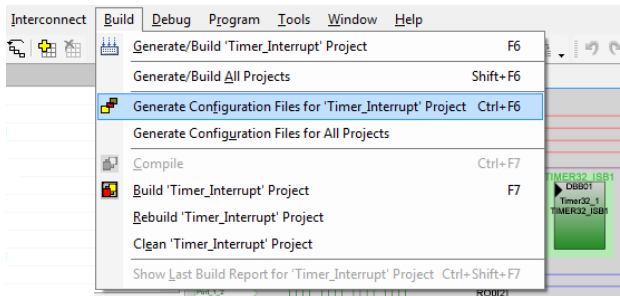 Interconnect Build Debug Program Tools Window Help
Generate/Build 'Timer_Interrupt' Project F6
Generate/Build All Projects Shift+F6
Generate Configuration Files for 'Timer_Interrupt' Project Ctrl+F6
Generate Configuration Files for All Projects
Compile Ctrl+F7
Build 'Timer_Interrupt' Project F7
Rebuild 'Timer_Interrupt' Project
Clean 'Timer_Interrupt' Project
Show Last Build Report for 'Timer_Interrupt' Project Ctrl+Shift+F7
TIMER32_ISB1
DBB01
Timer32_1
TIMER32_ISB1